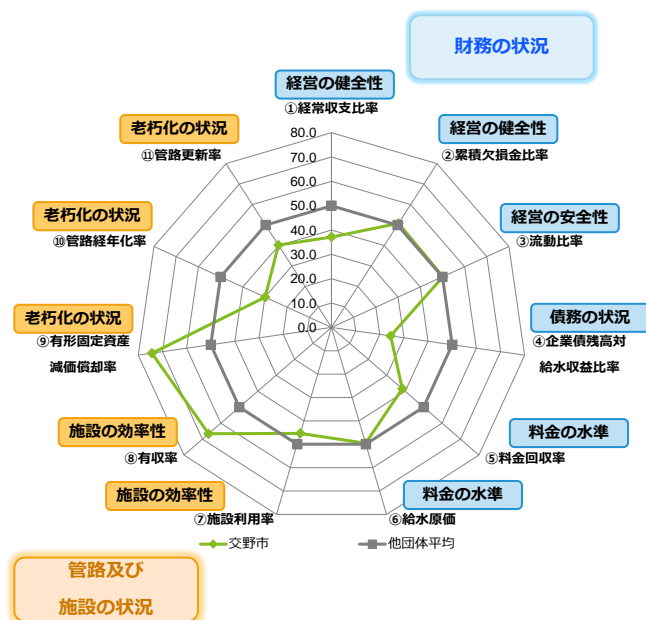 財務の状況
経営の健全性
①経常収支比率
経営の健全性
②累積欠損金比率
経営の安全性
③流動比率
債務の状況
④企業債残高対
給水収益比率
料金の水準
⑤料金回収率
料金の水準
⑥給水原価
施設の効率性
⑦施設利用率
施設の効率性
⑧有収率
老朽化の状況
⑨有形固定資産
減価償却率
老朽化の状況
⑩管路経年化率
老朽化の状況
⑪管路更新率
80.0
70.0
60.0
50.0
40.0
30.0
20.0
10.0
0.0
交野市
他団体平均
管路及び
施設の状況